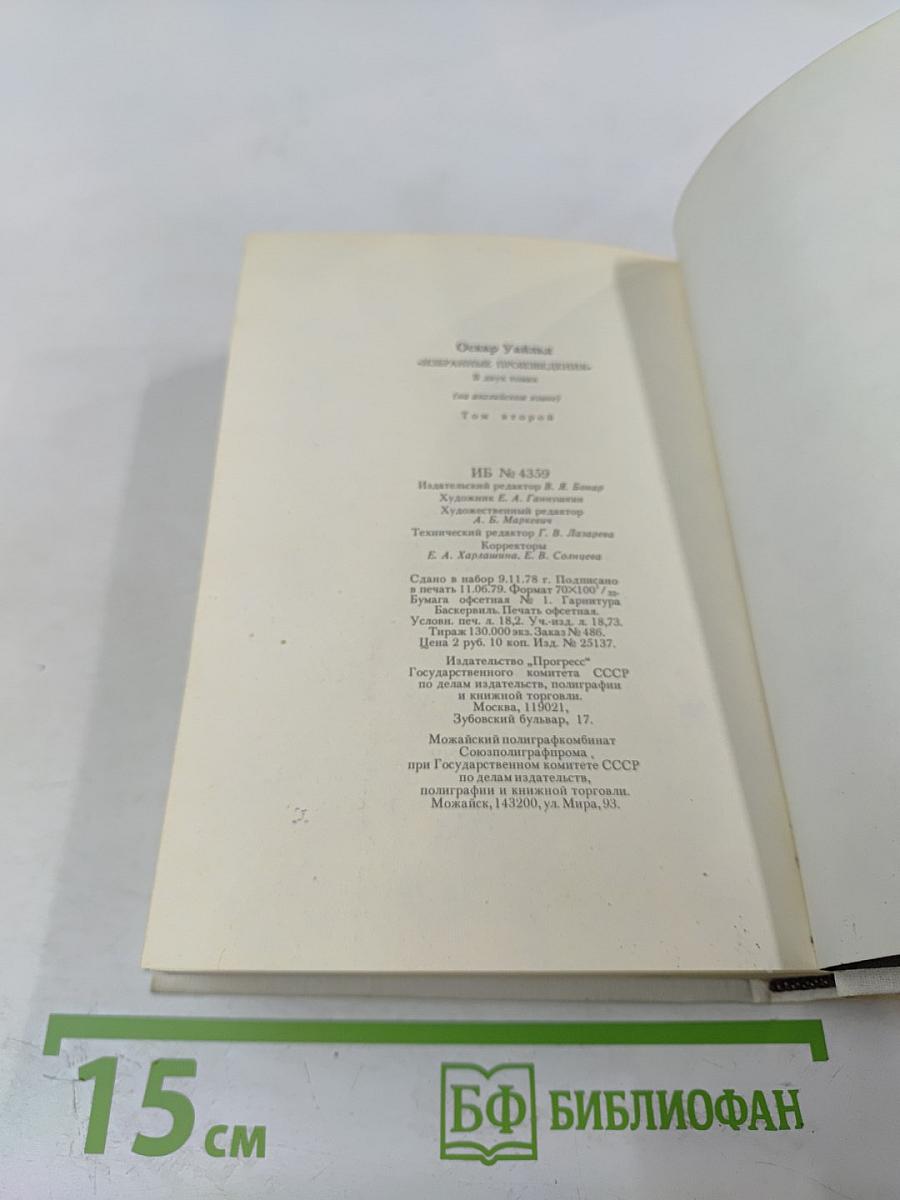 Оскар Уайльд
«ИЗБРАННЫЕ ПРОИЗВЕДЕНИЯ»
В двух томах
(на английском языке)
Том второй
ИБ № 4359
Издательский редактор В. Я. Бонар
Художник Е. А. Ганнушкин
Художественный редактор
А. Б. Маркевич
Технический редактор Г. В. Лазарева
Корректоры
Е. А. Харлашина, Е. В. Солнцева
Сдано в набор 9.11.78 г. Подписано
в печать 11.06.79. Формат 70×100¹/₃₂.
Бумага офсетная № 1. Гарнитура
Баскервиль. Печать офсетная.
Условн. печ. л. 18,2. Уч.-изд. л. 18,73.
Тираж 130.000 экз. Заказ № 486.
Цена 2 руб. 10 коп. Изд. № 25137.
Издательство „Прогресс“
Государственного комитета СССР
по делам издательств, полиграфии
и книжной торговли.
Москва, 119021,
Зубовский бульвар, 17.
Можайский полиграфкомбинат
Союзполиграфпрома
при Государственном комитете СССР
по делам издательств,
полиграфии и книжной торговли.
Можайск, 143200, ул. Мира, 93.
15 см
БФ БИБЛИОФАН